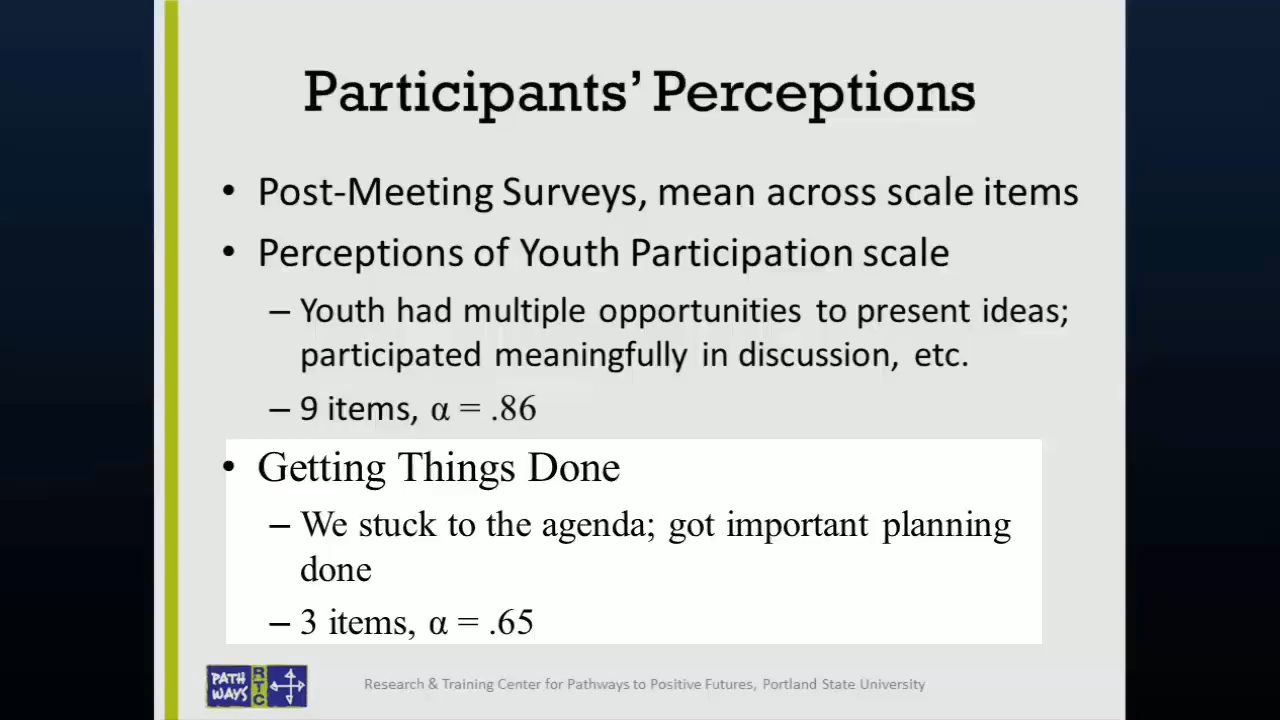 Participants’ Perceptions
• Post-Meeting Surveys, mean across scale items
• Perceptions of Youth Participation scale
– Youth had multiple opportunities to present ideas;
participated meaningfully in discussion, etc.
– 9 items, α = .86
• Getting Things Done
– We stuck to the agenda; got important planning
done
– 3 items, α = .65
PATH
WAYS
RTC
Research & Training Center for Pathways to Positive Futures, Portland State University